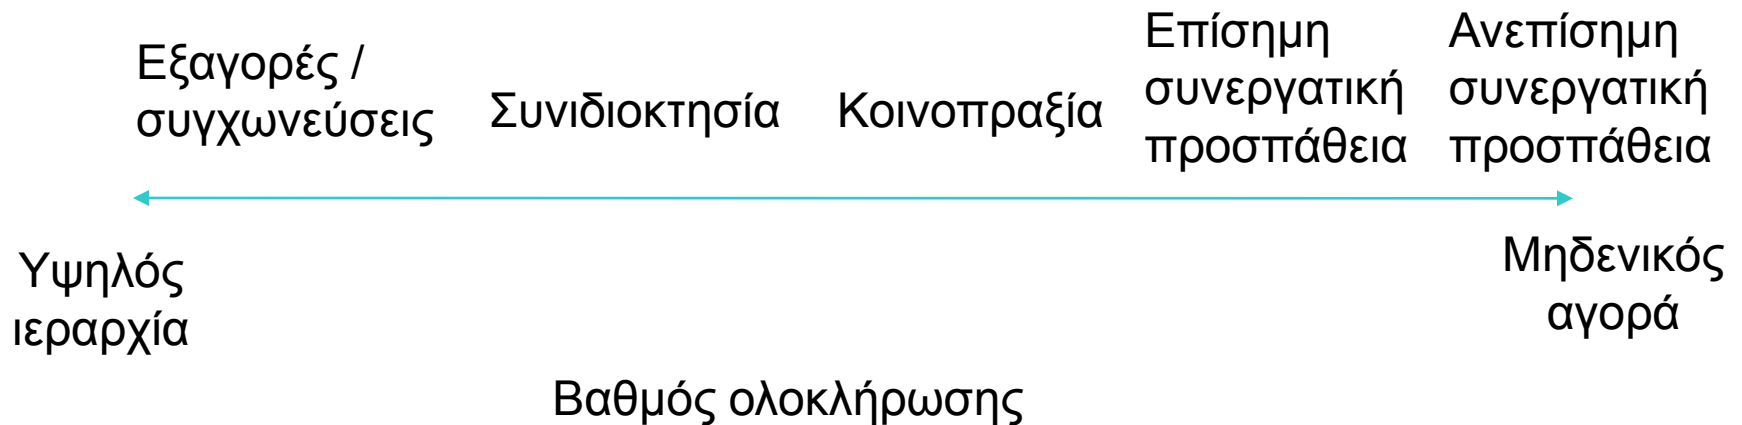 Εξαγορές /
συγχωνεύσεις
Συνιδιοκτησία
Κοινοπραξία
Επίσημη
συνεργατική
προσπάθεια
Ανεπίσημη
συνεργατική
προσπάθεια
Υψηλός
ιεραρχία
Μηδενικός
αγορά
Βαθμός ολοκλήρωσης